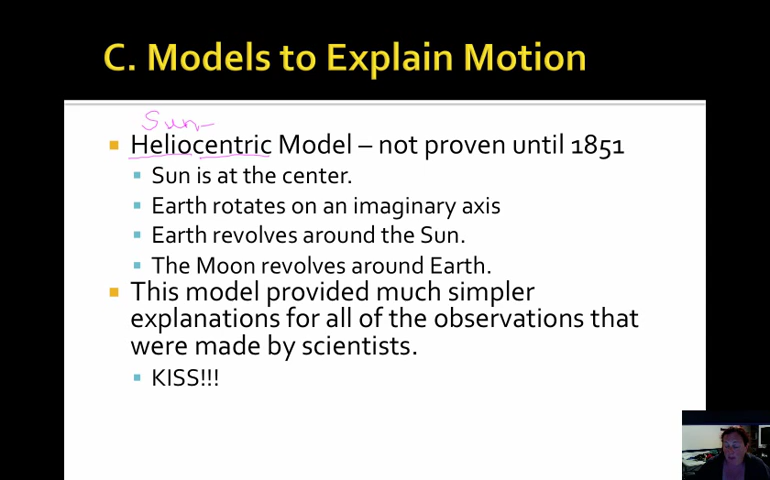 C. Models to Explain Motion
Sun-
Heliocentric Model – not proven until 1851
Sun is at the center.
Earth rotates on an imaginary axis
Earth revolves around the Sun.
The Moon revolves around Earth.
This model provided much simpler
explanations for all of the observations that
were made by scientists.
KISS!!!